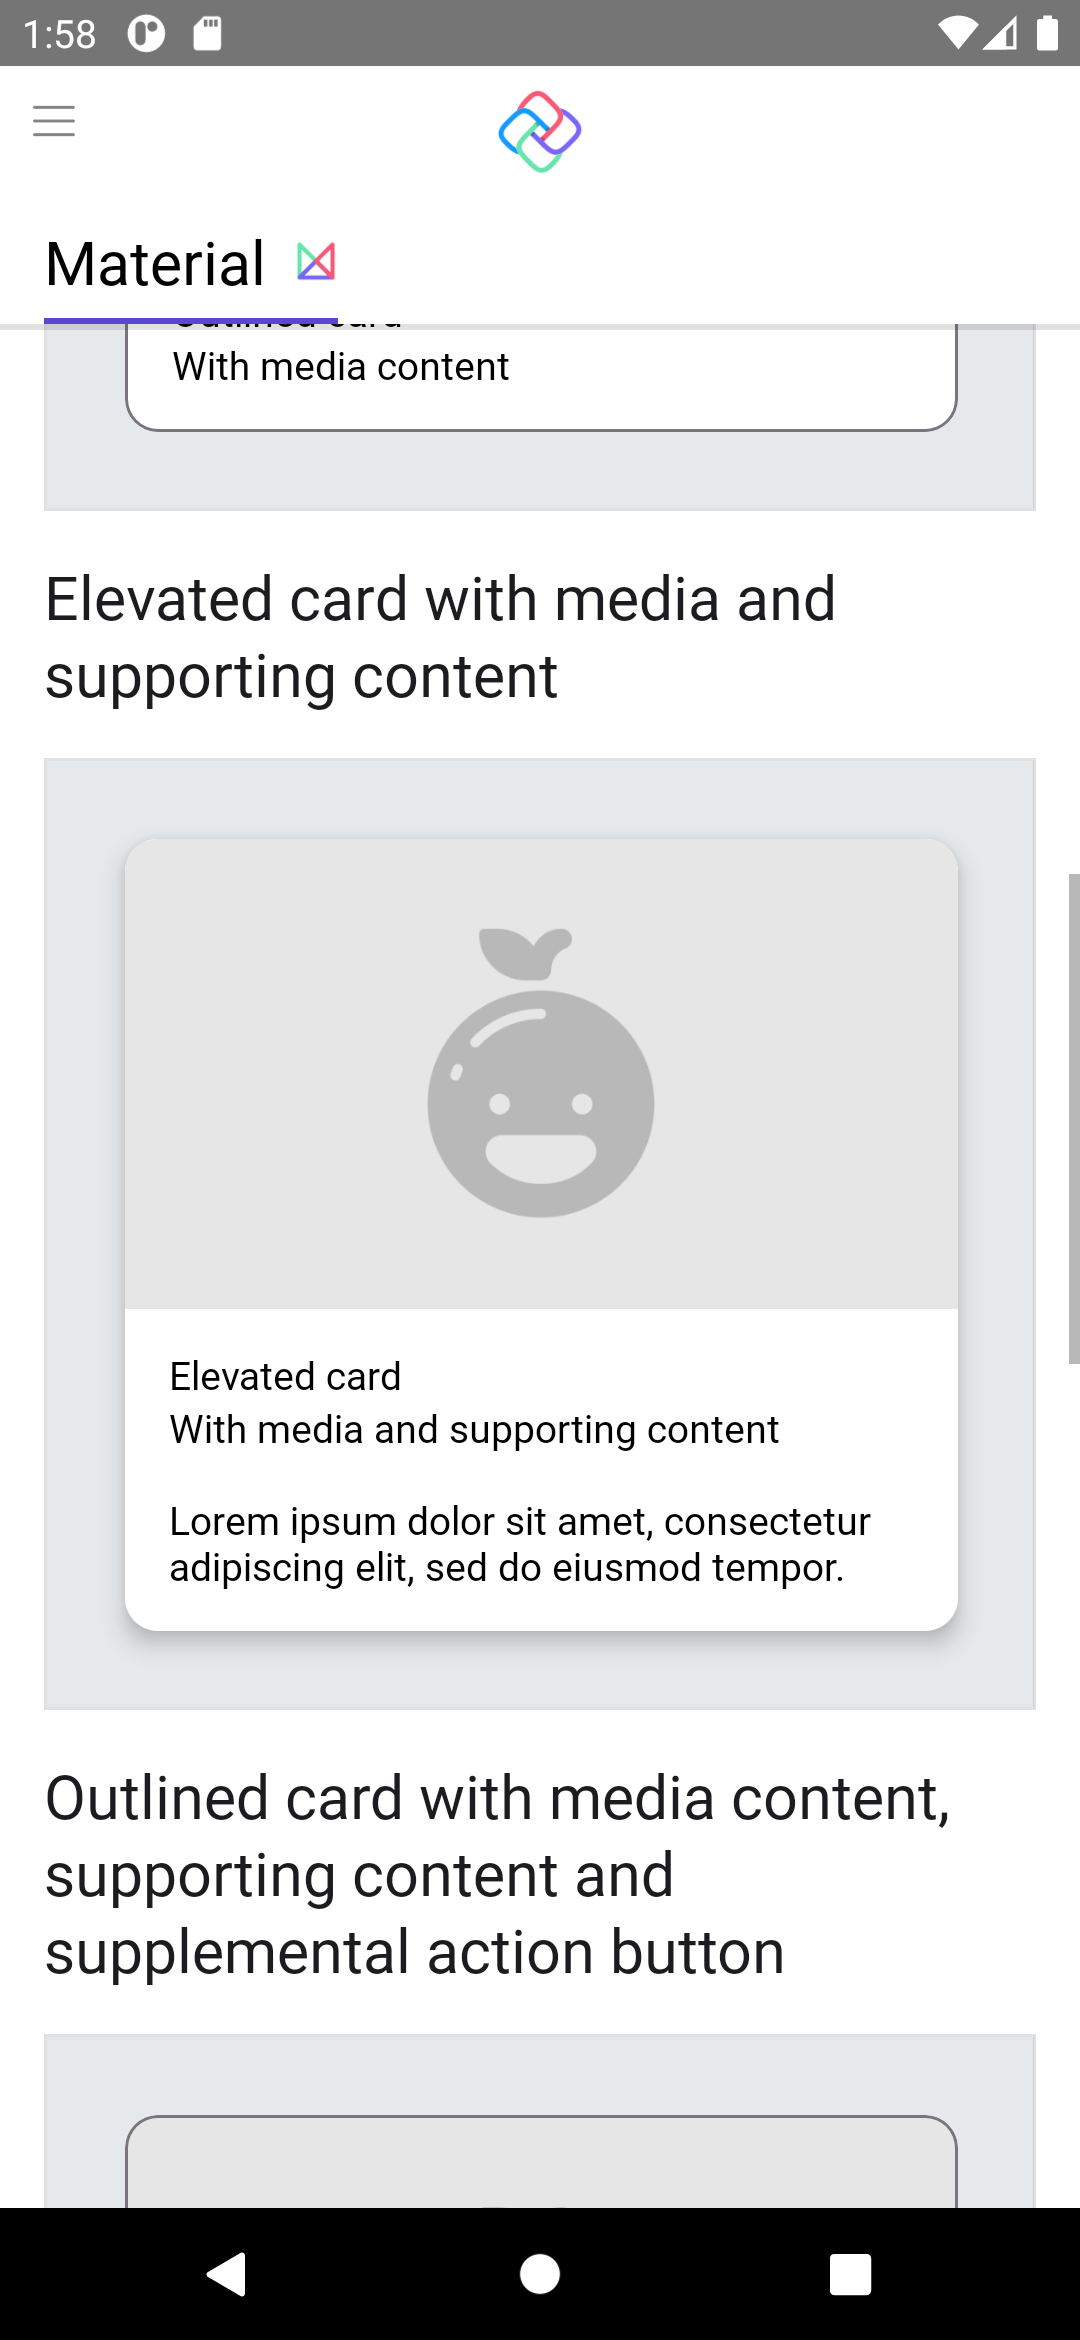 1:58
Material
Outlined card
With media content
Elevated card with media and
supporting content
Elevated card
With media and supporting content
Lorem ipsum dolor sit amet, consectetur
adipiscing elit, sed do eiusmod tempor.
Outlined card with media content,
supporting content and
supplemental action button